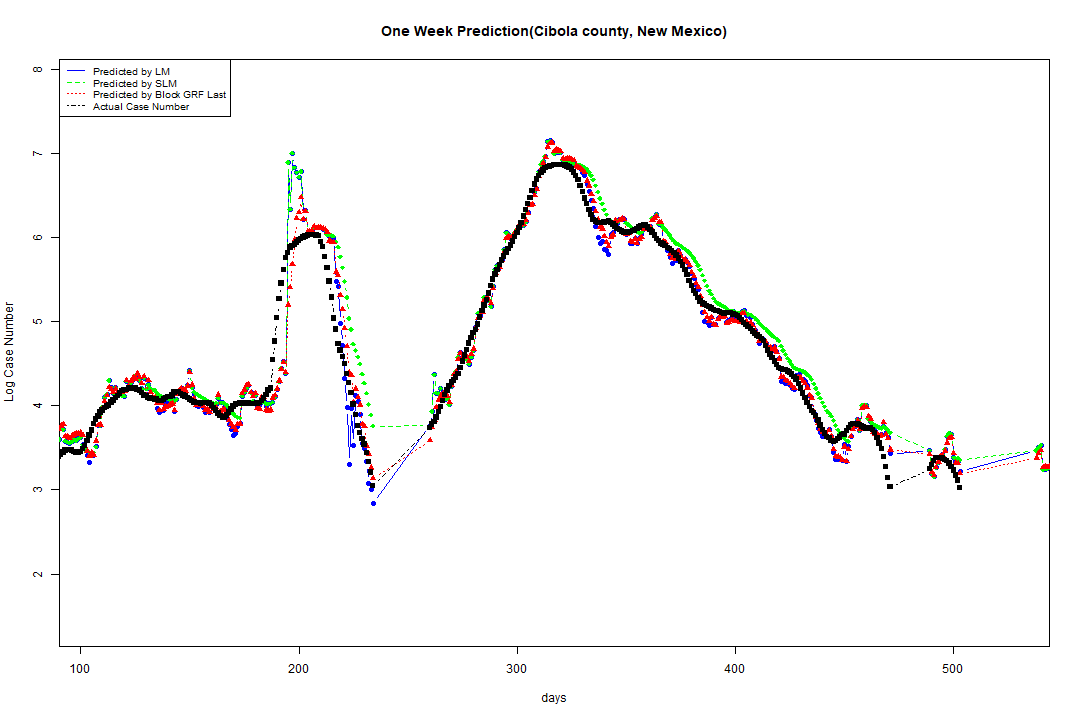 One Week Prediction(Cibola county, New Mexico)
Predicted by LM
Predicted by SLM
Predicted by Block GRF Last
Actual Case Number
Log Case Number
8
7
6
5
4
3
2
100 200 300 400 500
days